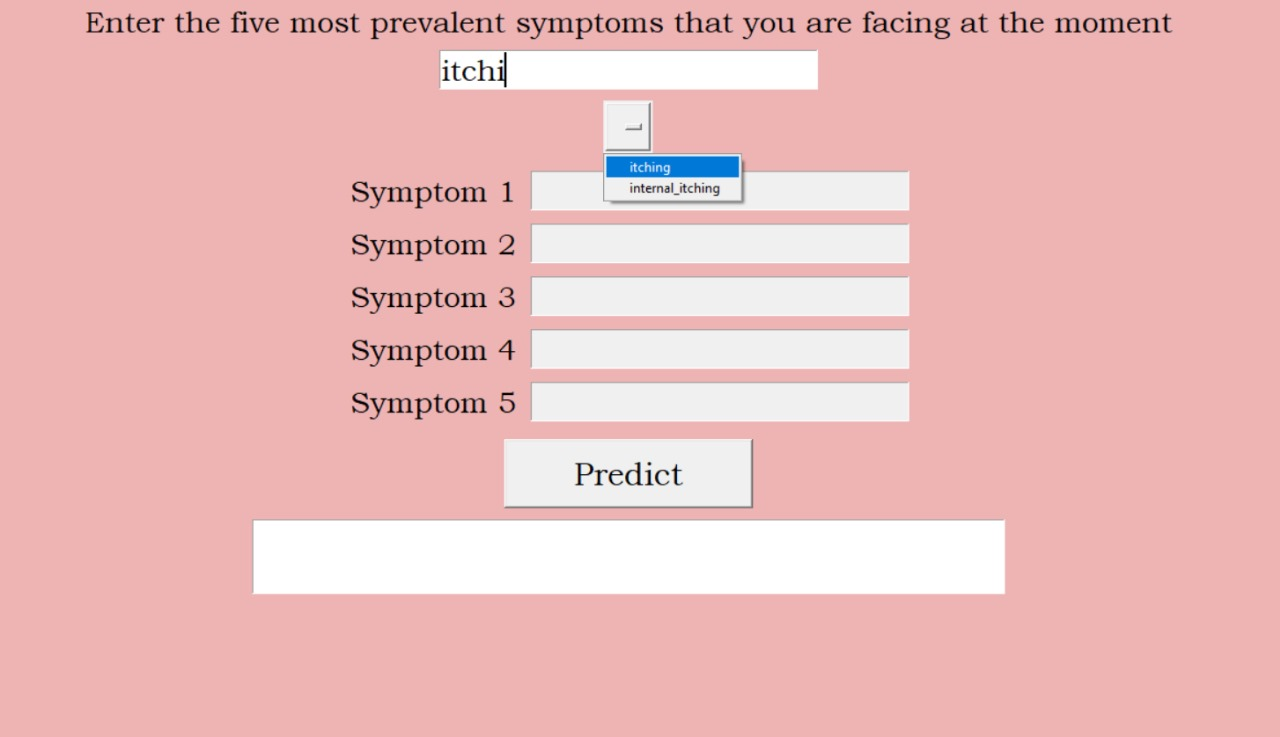 Enter the five most prevalent symptoms that you are facing at the moment
itchi
itching
internal_itching
Symptom 1
Symptom 2
Symptom 3
Symptom 4
Symptom 5
Predict